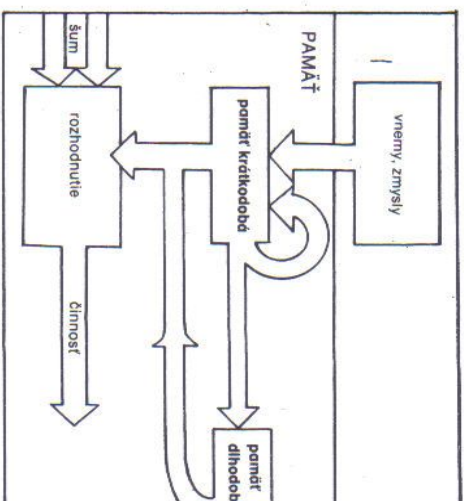 vnemy, zmysly
PAMÄŤ
pamäť krátkodobá
pamäť
dlhodob
šum
rozhodnutie
činnosť